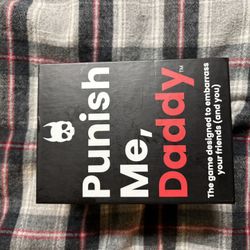 Punish
Me,
Daddy™
The game designed to embarrass
your friends (and you)